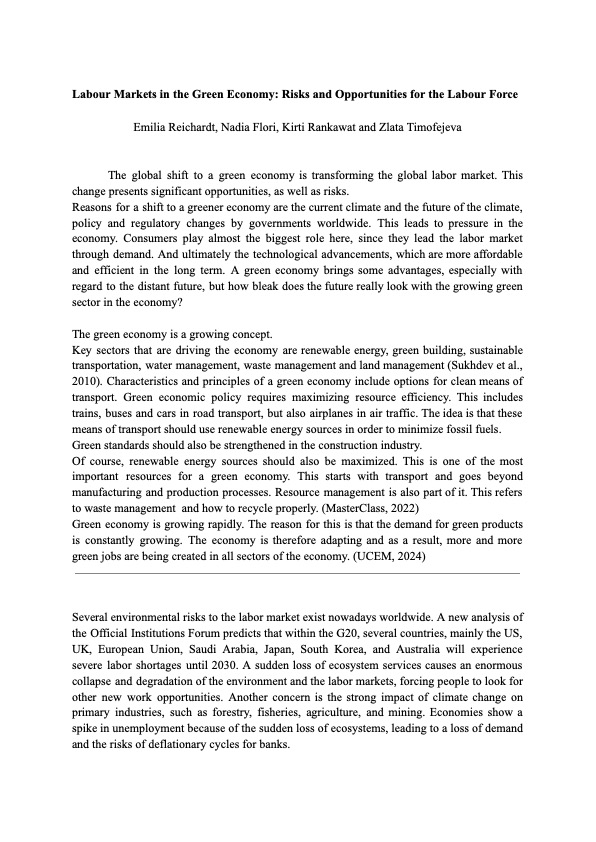 Labour Markets in the Green Economy: Risks and Opportunities for the Labour Force
Emilia Reichardt, Nadia Flori, Kirti Rankawat and Zlata Timofejeva
The global shift to a green economy is transforming the global labor market. This
change presents significant opportunities, as well as risks.
Reasons for a shift to a greener economy are the current climate and the future of the climate,
policy and regulatory changes by governments worldwide. This leads to pressure in the
economy. Consumers play almost the biggest role here, since they lead the labor market
through demand. And ultimately the technological advancements, which are more affordable
and efficient in the long term. A green economy brings some advantages, especially with
regard to the distant future, but how bleak does the future really look with the growing green
sector in the economy?
The green economy is a growing concept.
Key sectors that are driving the economy are renewable energy, green building, sustainable
transportation, water management, waste management and land management (Sukhdev et al.,
2010). Characteristics and principles of a green economy include options for clean means of
transport. Green economic policy requires maximizing resource efficiency. This includes
trains, buses and cars in road transport, but also airplanes in air traffic. The idea is that these
means of transport should use renewable energy sources in order to minimize fossil fuels.
Green standards should also be strengthened in the construction industry.
Of course, renewable energy sources should also be maximized. This is one of the most
important resources for a green economy. This starts with transport and goes beyond
manufacturing and production processes. Resource management is also part of it. This refers
to waste management and how to recycle properly. (MasterClass, 2022)
Green economy is growing rapidly. The reason for this is that the demand for green products
is constantly growing. The economy is therefore adapting and as a result, more and more
green jobs are being created in all sectors of the economy. (UCEM, 2024)
Several environmental risks to the labor market exist nowadays worldwide. A new analysis of
the Official Institutions Forum predicts that within the G20, several countries, mainly the US,
UK, European Union, Saudi Arabia, Japan, South Korea, and Australia will experience
severe labor shortages until 2030. A sudden loss of ecosystem services causes an enormous
collapse and degradation of the environment and the labor markets, forcing people to look for
other new work opportunities. Another concern is the strong impact of climate change on
primary industries, such as forestry, fisheries, agriculture, and mining. Economies show a
spike in unemployment because of the sudden loss of ecosystems, leading to a loss of demand
and the risks of deflationary cycles for banks.